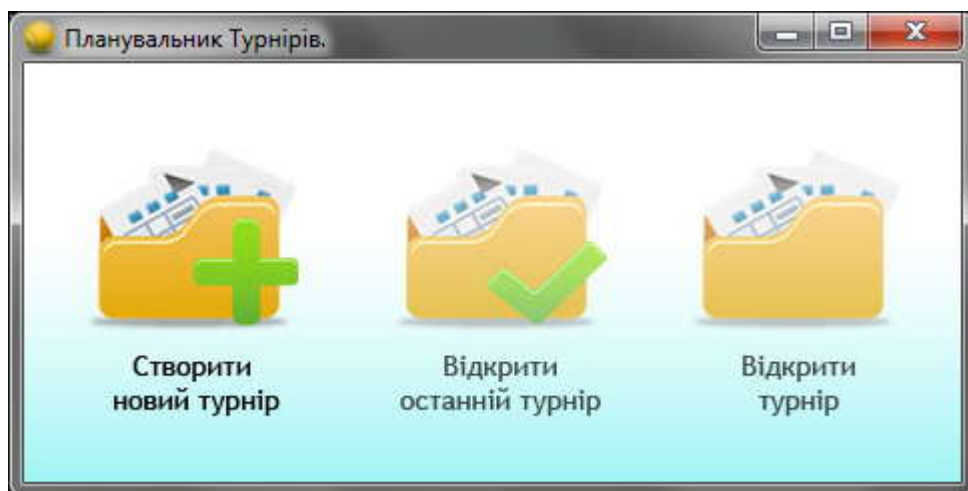 Планувальник Турнірів.
Створити
новий турнір
Відкрити
останній турнір
Відкрити
турнір